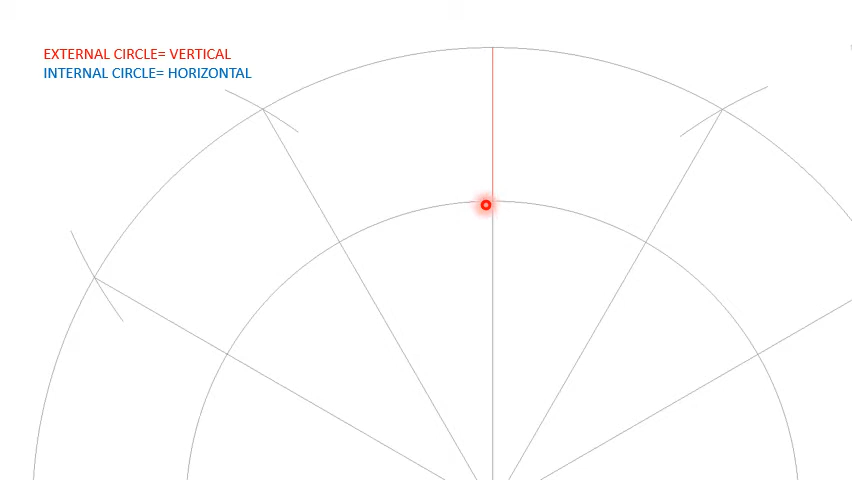 EXTERNAL CIRCLE= VERTICAL
INTERNAL CIRCLE= HORIZONTAL